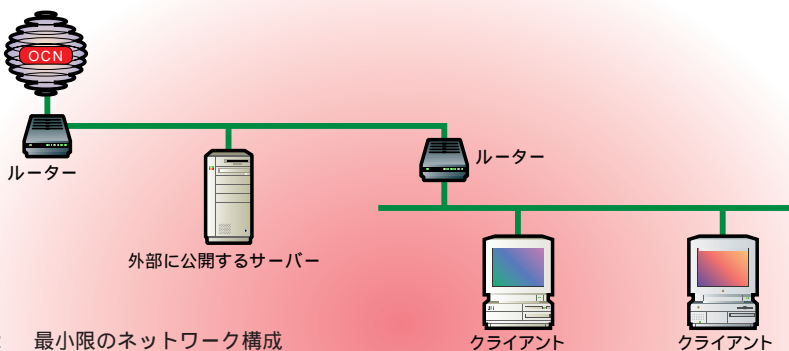 OCN
ルーター
外部に公開するサーバー
ルーター
クライアント
クライアント
最小限のネットワーク構成